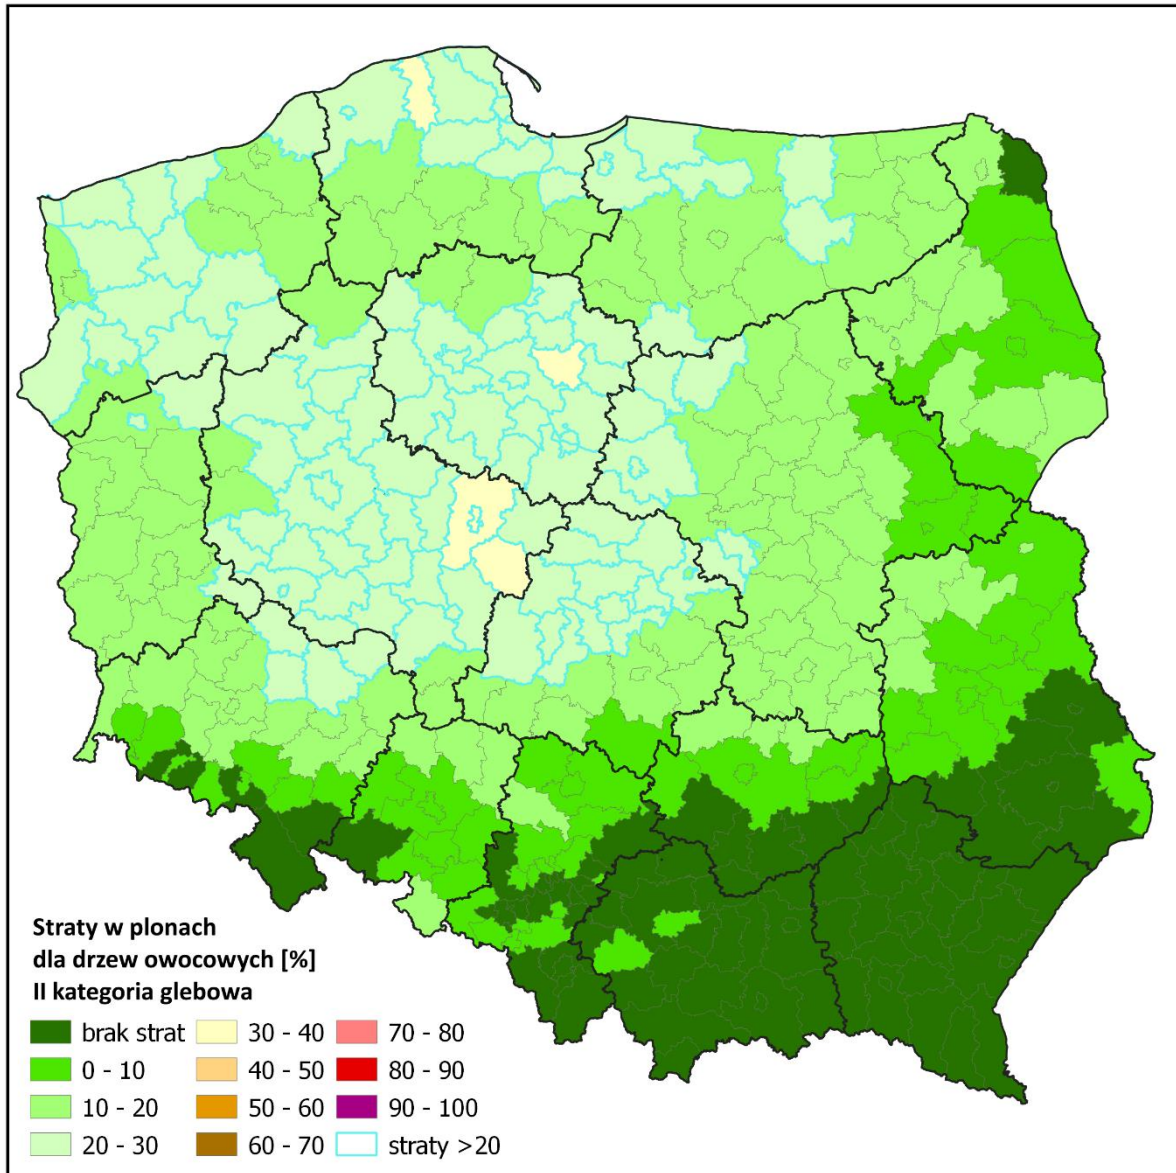 Straty w plonach
dla drzew owocowych [%]
II kategoria glebowa
brak strat
0 - 10
10 - 20
20 - 30
30 - 40
40 - 50
50 - 60
60 - 70
70 - 80
80 - 90
90 - 100
straty >20